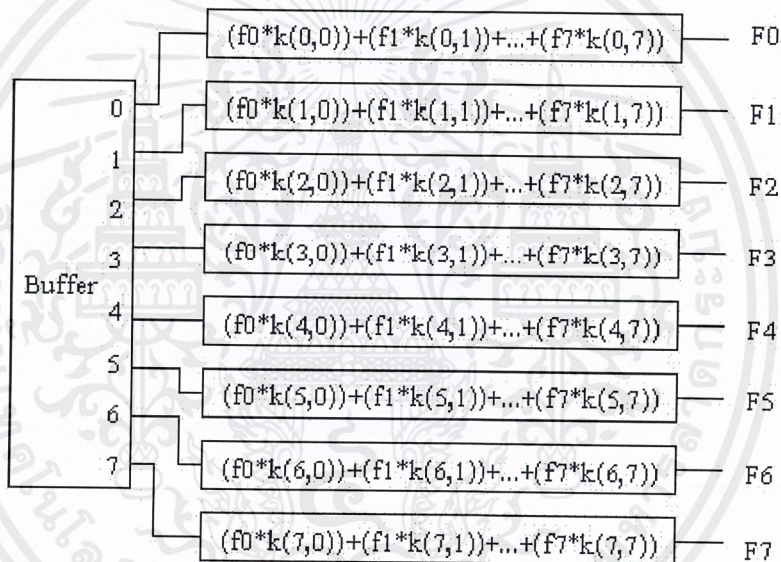 (f0*k(0,0))+(f1*k(0,1))+...+(f7*k(0,7)) F0
0
(f0*k(1,0))+(f1*k(1,1))+...+(f7*k(1,7)) F1
1
(f0*k(2,0))+(f1*k(2,1))+...+(f7*k(2,7)) F2
2
(f0*k(3,0))+(f1*k(3,1))+...+(f7*k(3,7)) F3
3
Buffer
4
(f0*k(4,0))+(f1*k(4,1))+...+(f7*k(4,7)) F4
5
(f0*k(5,0))+(f1*k(5,1))+...+(f7*k(5,7)) F5
6
(f0*k(6,0))+(f1*k(6,1))+...+(f7*k(6,7)) F6
7
(f0*k(7,0))+(f1*k(7,1))+...+(f7*k(7,7)) F7